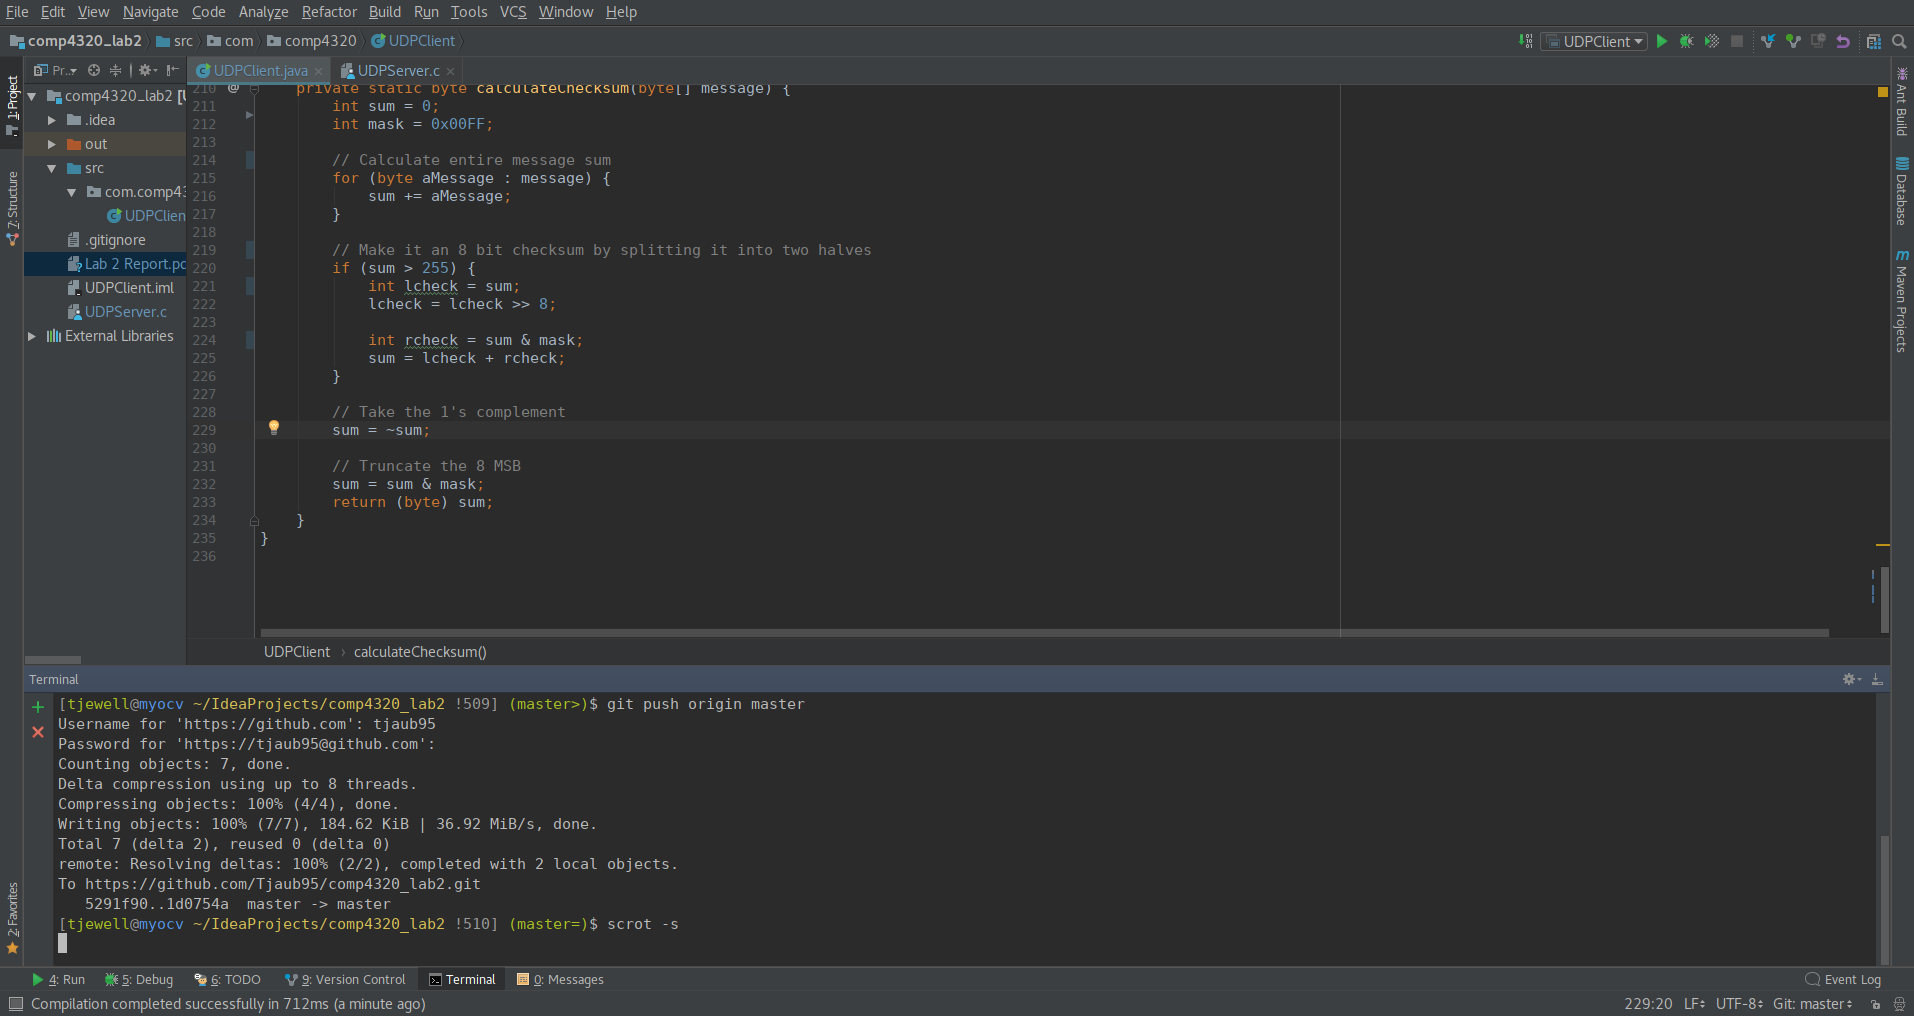 File Edit View Navigate Code Analyze Refactor Build Run Tools VCS Window Help
comp4320_lab2 src com comp4320 UDPClient
UDPClient
Pr...
UDPClient.java
UDPServer.c
1: Project
7: Structure
2: Favorites
comp4320_lab2 [U
.idea
out
src
com.comp43
UDPClien
.gitignore
Lab 2 Report.pd
UDPClient.iml
UDPServer.c
External Libraries
210 @ private static byte calculateChecksum(byte[] message) {
211 int sum = 0;
212 int mask = 0x00FF;
213
214 // Calculate entire message sum
215 for (byte aMessage : message) {
216 sum += aMessage;
217 }
218
219 // Make it an 8 bit checksum by splitting it into two halves
220 if (sum > 255) {
221 int lcheck = sum;
222 lcheck = lcheck >> 8;
223
224 int rcheck = sum & mask;
225 sum = lcheck + rcheck;
226 }
227
228 // Take the 1's complement
229 sum = ~sum;
230
231 // Truncate the 8 MSB
232 sum = sum & mask;
233 return (byte) sum;
234 }
235 }
236
Ant Build
Database
m Maven Projects
UDPClient › calculateChecksum()
Terminal
[tjewell@myocv ~/IdeaProjects/comp4320_lab2 !509] (master>)$ git push origin master
Username for 'https://github.com': tjaub95
Password for 'https://tjaub95@github.com':
Counting objects: 7, done.
Delta compression using up to 8 threads.
Compressing objects: 100% (4/4), done.
Writing objects: 100% (7/7), 184.62 KiB | 36.92 MiB/s, done.
Total 7 (delta 2), reused 0 (delta 0)
remote: Resolving deltas: 100% (2/2), completed with 2 local objects.
To https://github.com/Tjaub95/comp4320_lab2.git
5291f90..1d0754a master -> master
[tjewell@myocv ~/IdeaProjects/comp4320_lab2 !510] (master=)$ scrot -s
4: Run 5: Debug 6: TODO 9: Version Control Terminal 0: Messages Event Log
Compilation completed successfully in 712ms (a minute ago) 229:20 LF UTF-8 Git: master